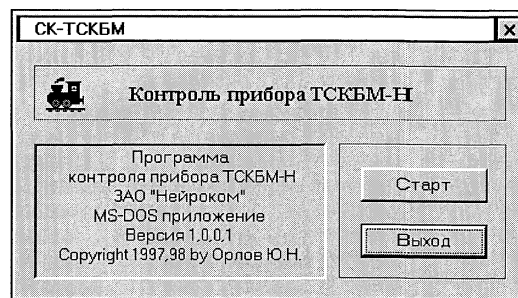 СК-ТСКБМ
Контроль прибора ТСКБМ-Н
Программа
контроля прибора ТСКБМ-Н
ЗАО "Нейроком"
MS-DOS приложение
Версия 1,0,0,1
Copyright 1997,98 by Орлов Ю.Н.
Старт
Выход